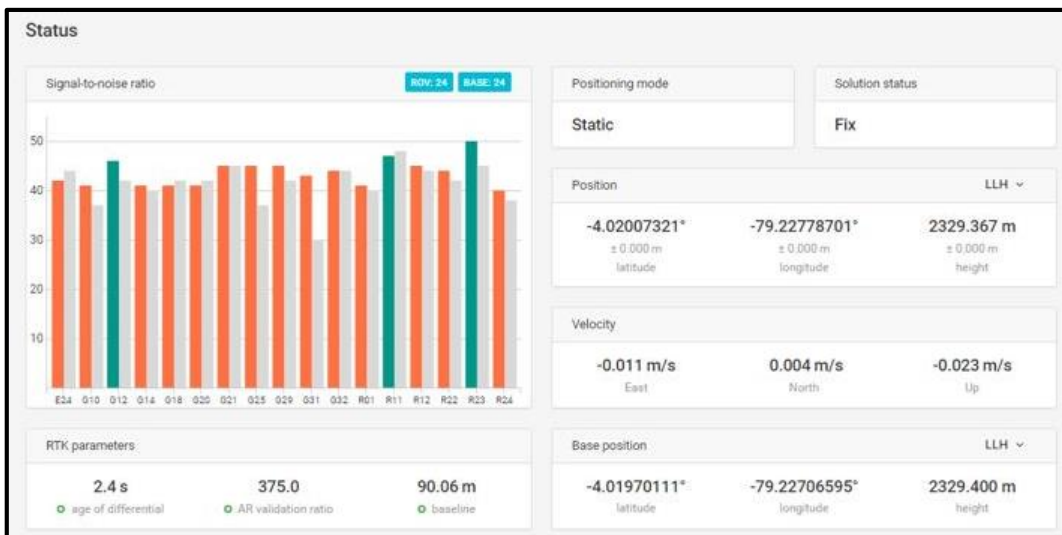 Status
Signal-to-noise ratio
ROV: 24 BASE: 24
50
40
30
20
10
E24 G10 G12 G14 G18 G20 G21 G25 G29 G31 G32 R01 R11 R12 R22 R23 R24
RTK parameters
2.4 s 375.0 90.06 m
age of differential AR validation ratio baseline
Positioning mode
Static
Solution status
Fix
Position LLH
-4.02007321° -79.22778701° 2329.367 m
± 0.000 m ± 0.000 m ± 0.000 m
latitude longitude height
Velocity
-0.011 m/s 0.004 m/s -0.023 m/s
East North Up
Base position LLH
-4.01970111° -79.22706595° 2329.400 m
latitude longitude height